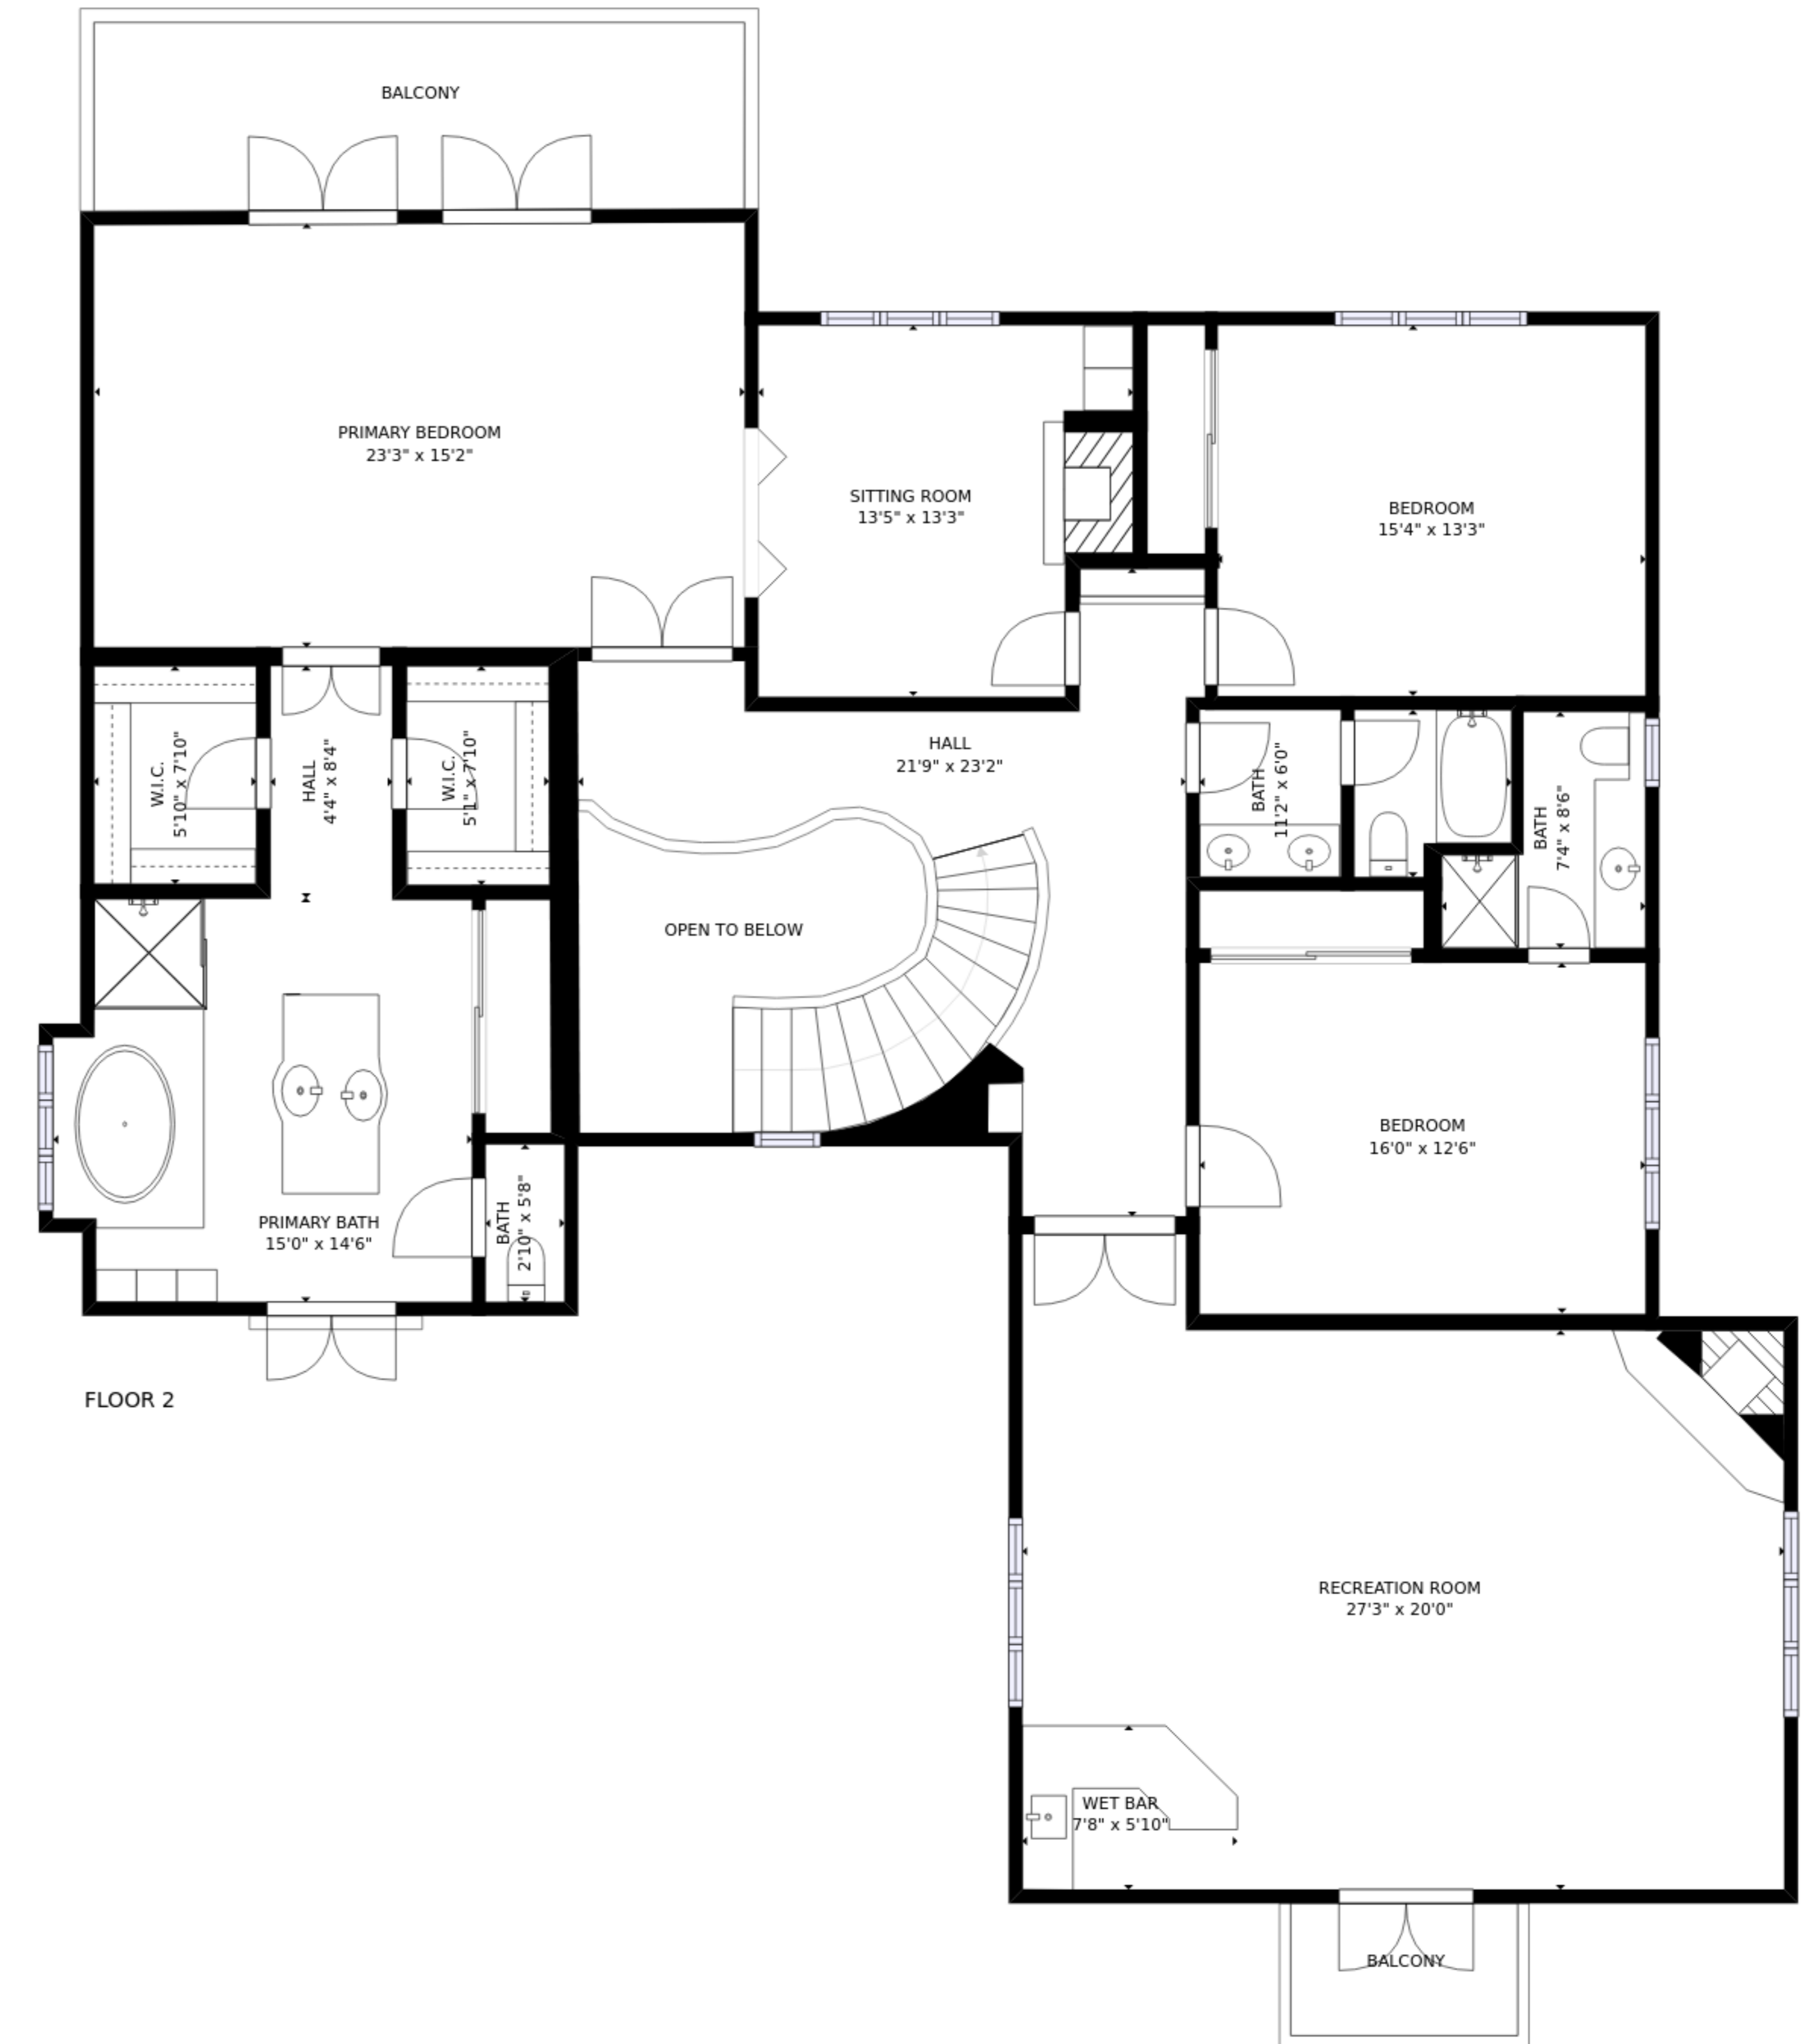 BALCONY
PRIMARY BEDROOM
23'3" x 15'2"
SITTING ROOM
13'5" x 13'3"
BEDROOM
15'4" x 13'3"
W.I.C.
5'10" x 7'10"
HALL
4'4" x 8'4"
W.I.C.
5'1" x 7'10"
HALL
21'9" x 23'2"
BATH
11'2" x 6'0"
BATH
7'4" x 8'6"
OPEN TO BELOW
BEDROOM
16'0" x 12'6"
PRIMARY BATH
15'0" x 14'6"
BATH
2'10" x 5'8"
FLOOR 2
RECREATION ROOM
27'3" x 20'0"
WET BAR
7'8" x 5'10"
BALCONY